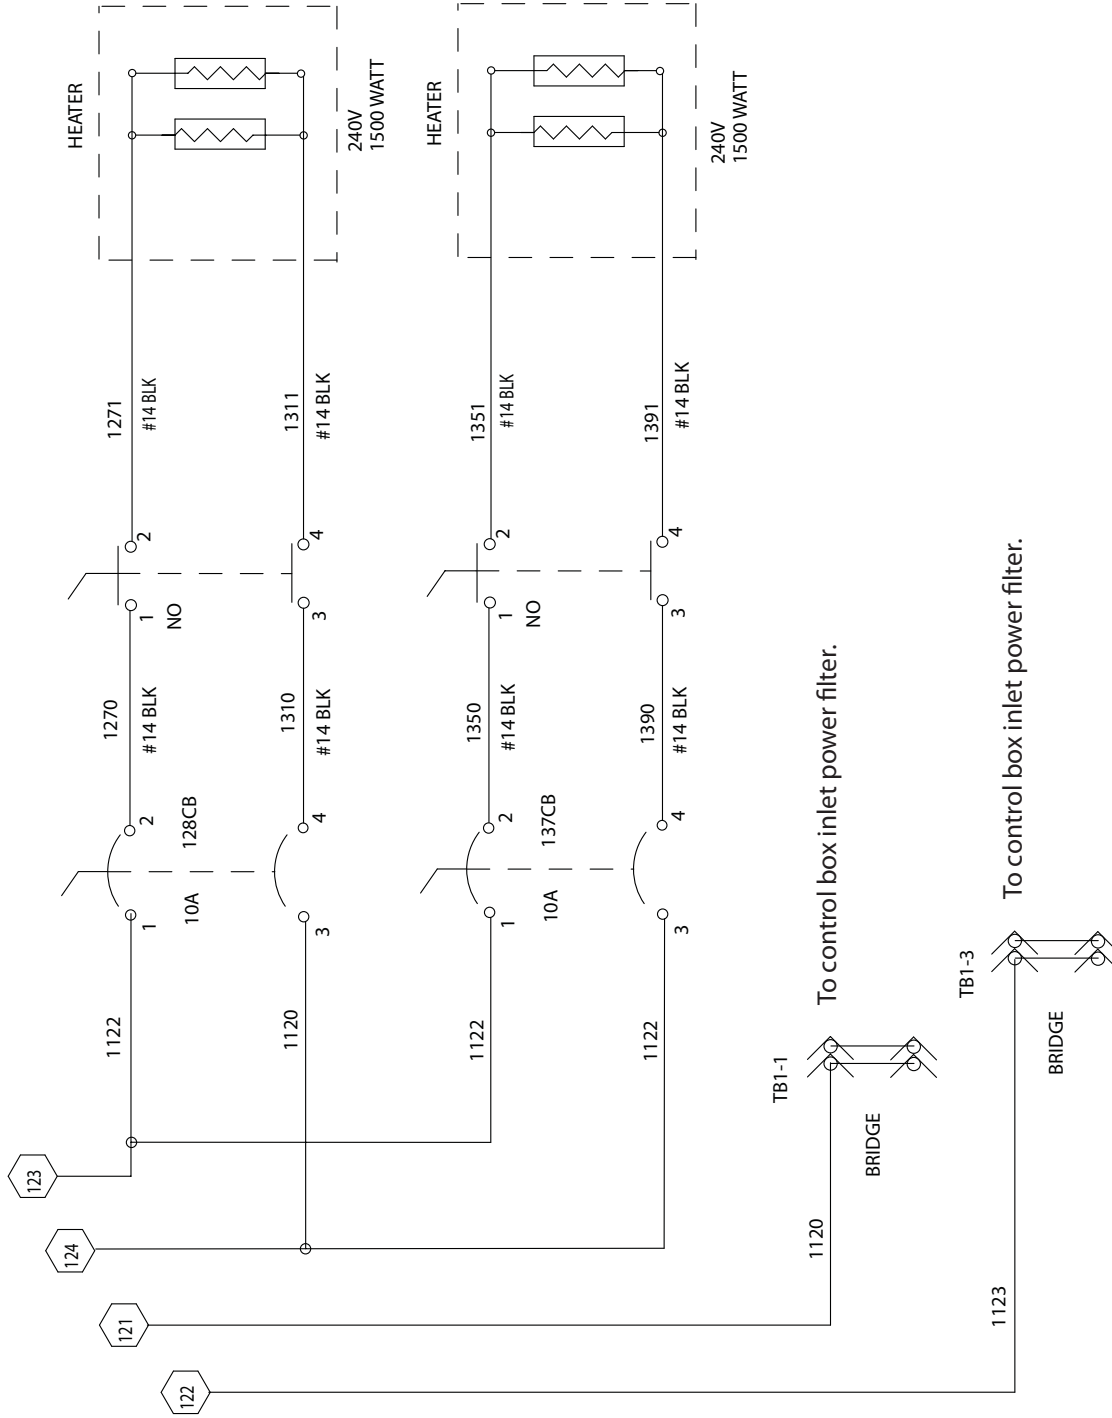 123
124
121
122
1122
1120
1122
1122
1120
1123
1
10A
128CB
2
3
4
1
10A
137CB
2
3
4
1270
#14 BLK
1310
#14 BLK
1350
#14 BLK
1390
#14 BLK
1
NO
2
3
4
1
NO
2
3
4
1271
#14 BLK
1311
#14 BLK
1351
#14 BLK
1391
#14 BLK
HEATER
240V
1500 WATT
HEATER
240V
1500 WATT
TB1-1
BRIDGE
To control box inlet power filter.
TB1-3
BRIDGE
To control box inlet power filter.